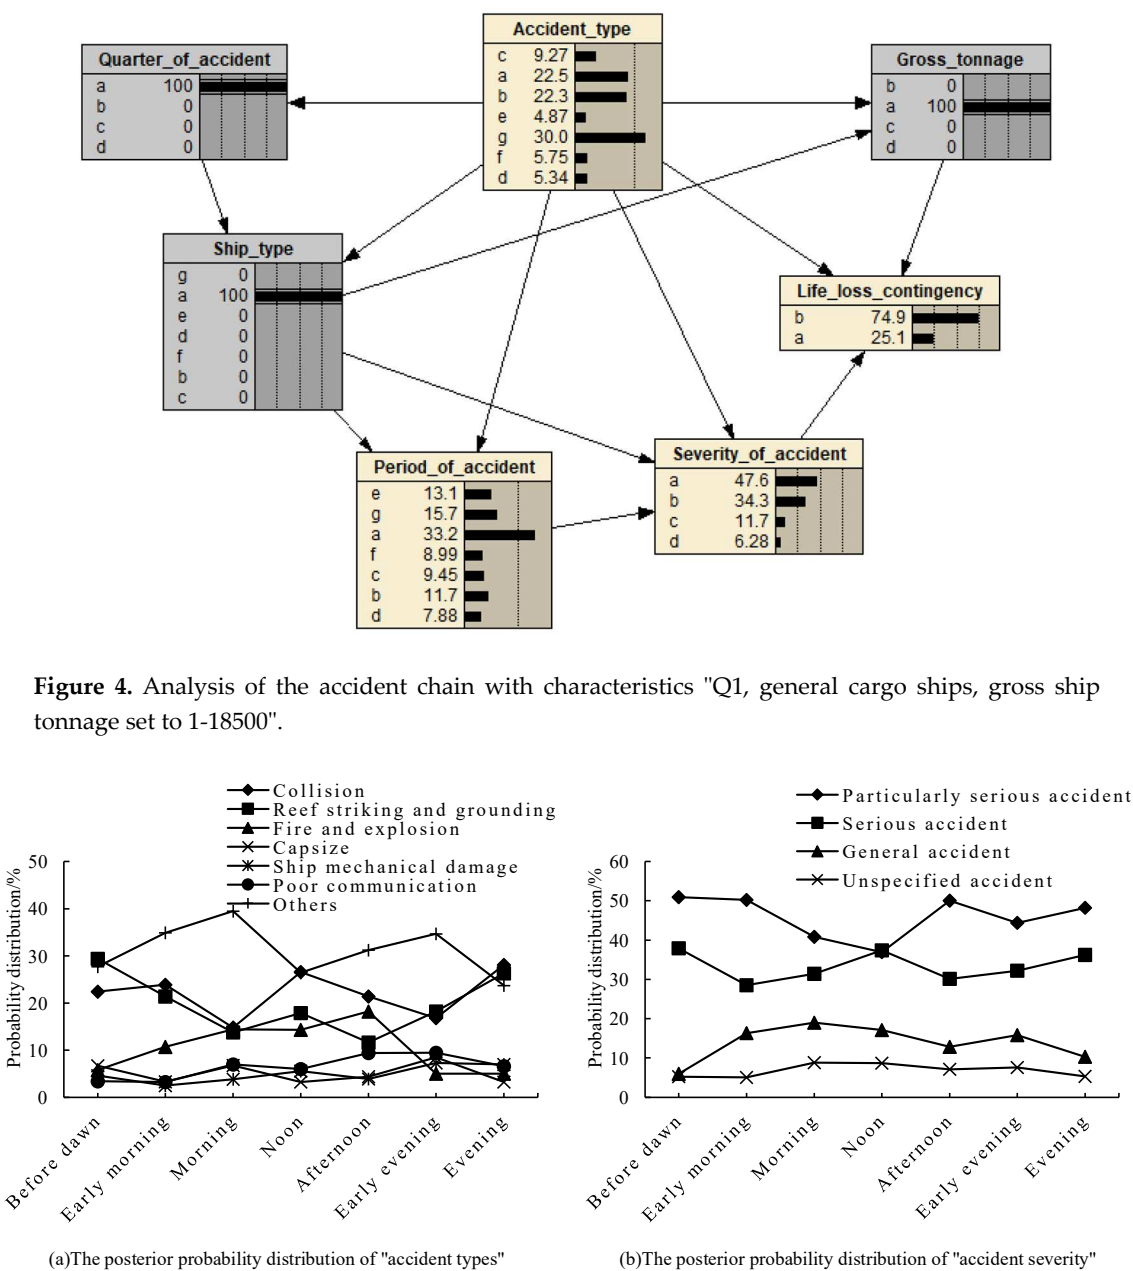 Accident_type
c 9.27
a 22.5
b 22.3
e 4.87
g 30.0
f 5.75
d 5.34
Quarter_of_accident
a 100
b 0
c 0
d 0
Gross_tonnage
b 0
a 100
c 0
d 0
Ship_type
g 0
a 100
e 0
d 0
f 0
b 0
c 0
Life_loss_contingency
b 74.9
a 25.1
Period_of_accident
e 13.1
g 15.7
a 33.2
f 8.99
c 9.45
b 11.7
d 7.88
Severity_of_accident
a 47.6
b 34.3
c 11.7
d 6.28
Figure 4. Analysis of the accident chain with characteristics "Q1, general cargo ships, gross ship
tonnage set to 1-18500".
Collision
Reef striking and grounding
Fire and explosion
Capsize
Ship mechanical damage
Poor communication
Others
Probability distribution/%
50
40
30
20
10
0
Before dawn
Early morning
Morning
Noon
Afternoon
Early evening
Evening
(a)The posterior probability distribution of "accident types"
Particularly serious accident
Serious accident
General accident
Unspecified accident
Probability distribution/%
60
50
40
30
20
10
0
Before dawn
Early morning
Morning
Noon
Afternoon
Early evening
Evening
(b)The posterior probability distribution of "accident severity"